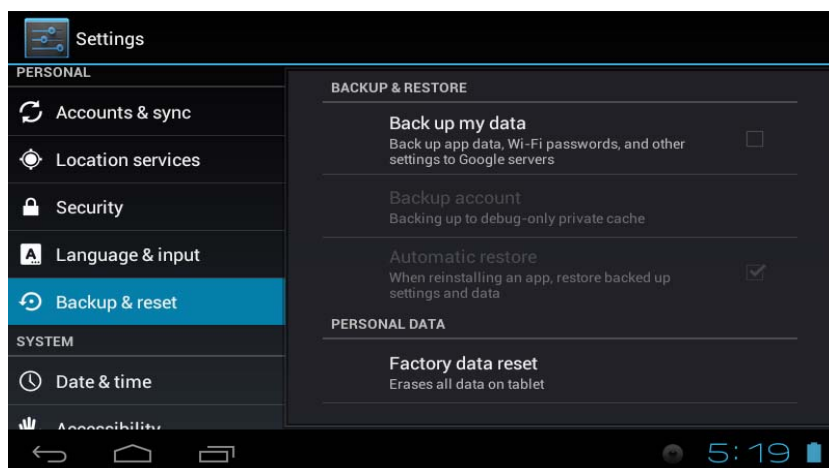 Settings
PERSONAL
Accounts & sync
Location services
Security
Language & input
Backup & reset
SYSTEM
Date & time
Accessibility
BACKUP & RESTORE
Back up my data
Back up app data, Wi-Fi passwords, and other
settings to Google servers
Backup account
Backing up to debug-only private cache
Automatic restore
When reinstalling an app, restore backed up
settings and data
PERSONAL DATA
Factory data reset
Erases all data on tablet
5:19